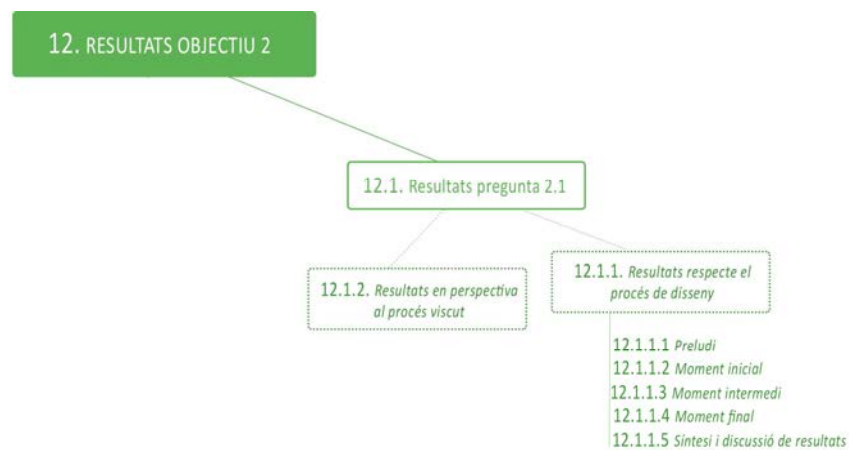 12. RESULTATS OBJECTIU 2
12.1. Resultats pregunta 2.1
12.1.2. Resultats en perspectiva
al procés viscut
12.1.1. Resultats respecte el
procés de disseny
12.1.1.1 Preludi
12.1.1.2 Moment inicial
12.1.1.3 Moment intermedi
12.1.1.4 Moment final
12.1.1.5 Síntesi i discussió de resultats